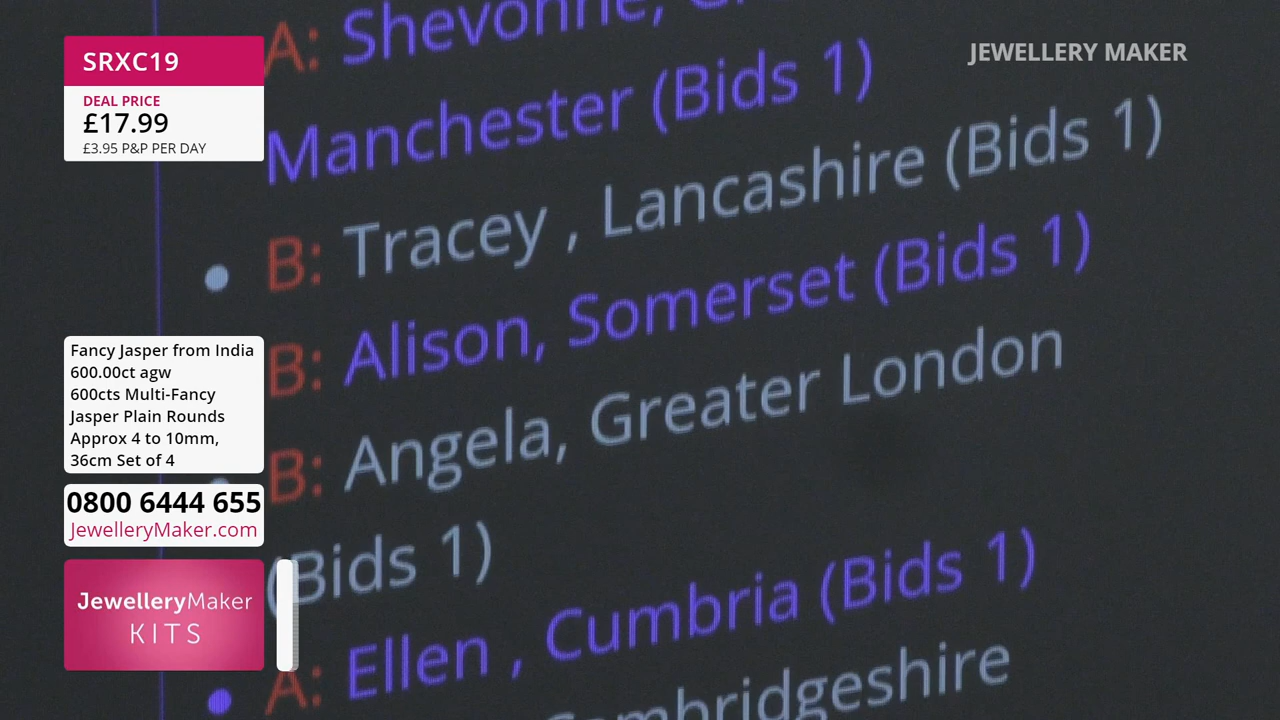 SRXC19
DEAL PRICE
£17.99
£3.95 P&P PER DAY
JEWELLERY MAKER
A: Shevonne,
Manchester (Bids 1)
B: Tracey , Lancashire (Bids 1)
B: Alison, Somerset (Bids 1)
B: Angela, Greater London
(Bids 1)
A: Ellen , Cumbria (Bids 1)
Fancy Jasper from India
600.00ct agw
600cts Multi-Fancy
Jasper Plain Rounds
Approx 4 to 10mm,
36cm Set of 4
0800 6444 655
JewelleryMaker.com
JewelleryMaker
KITS